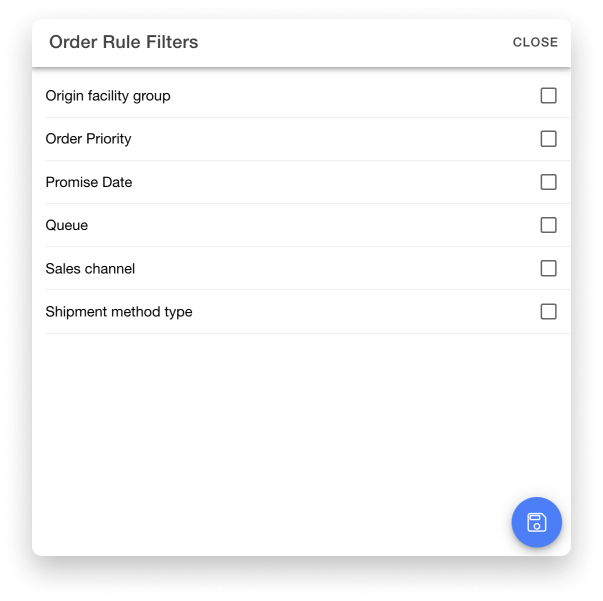 Order Rule Filters
CLOSE
Origin facility group
Order Priority
Promise Date
Queue
Sales channel
Shipment method type